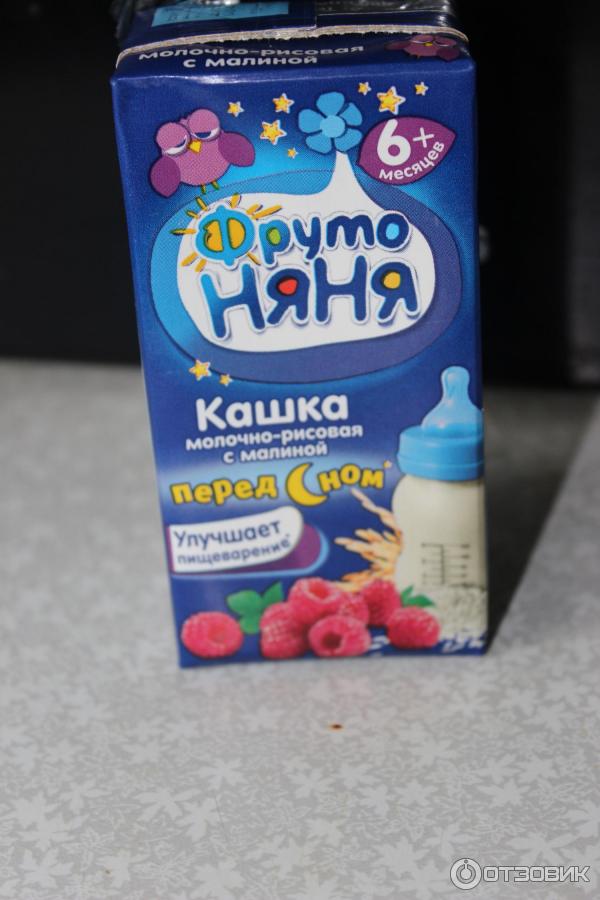 молочно-рисовая
с малиной
6+
месяцев
Фруто
НЯНЯ
Кашка
молочно-рисовая
с малиной
перед сном*
Улучшает
пищеварение*
ОТЗОВИК